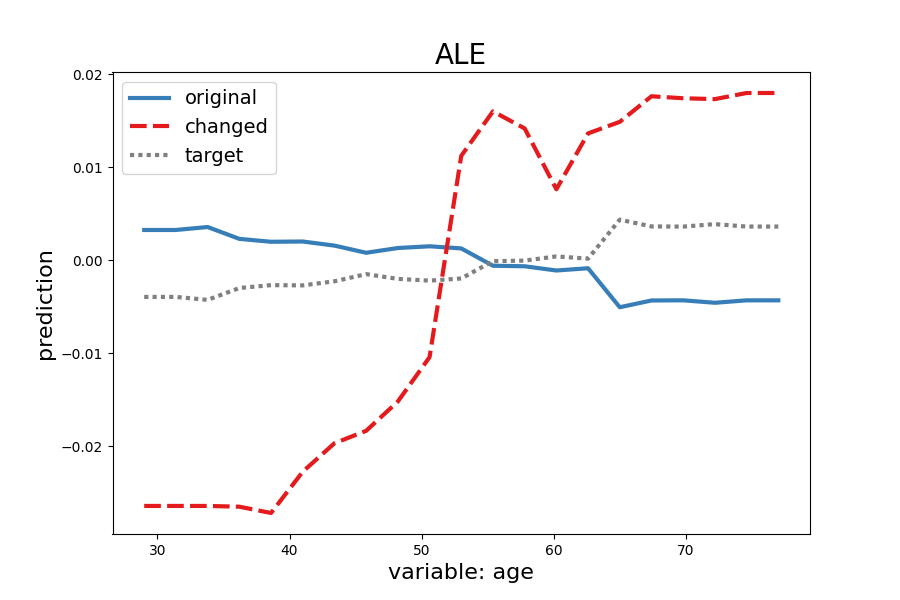 ALE
original
changed
target
0.02
0.01
0.00
−0.01
−0.02
prediction
30 40 50 60 70
variable: age